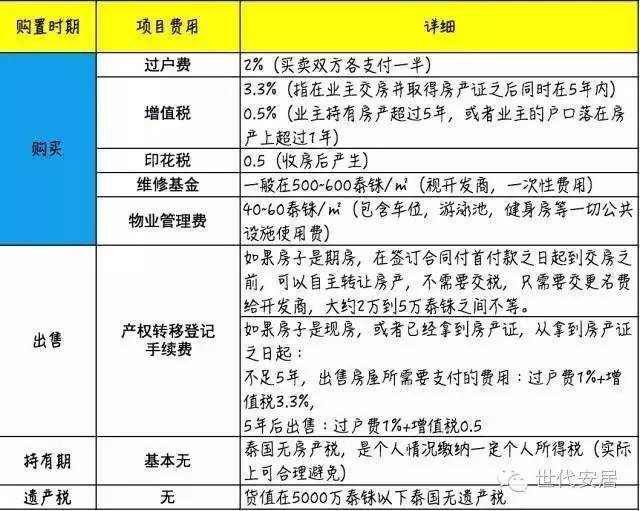 购置时期 项目费用 详细
购买
过户费 2%（买卖双方各支付一半）
增值税
3.3%（指在业主交房并取得房产证之后同时在5年内）
0.5%（业主持有房产超过5年，或者业主的户口落在房
产上超过1年）
印花税 0.5（收房后产生）
维修基金 一般在500~600泰铢/㎡（视开发商，一次性费用）
物业管理费
40~60泰铢/㎡（包含车位，游泳池，健身房等一切公共
设施使用费）
出售
产权转移登记
手续费
如果房子是期房，在签订合同付首付款之日起到交房之
前，可以自主转让房产，不需要交税，只需要交更名费
给开发商，大约2万到5万泰铢之间不等。
如果房子是现房，或者已经拿到房产证，从拿到房产证
之日起：
不足5年，出售房屋所需要支付的费用：过户费1%+增
值税3.3%，
5年后出售：过户费1%+增值税0.5
持有期 基本无
泰国无房产税，是个人情况缴纳一定个人所得税（实际
上可合理避免）
遗产税 无 货值在5000万泰铢以下泰国无遗产税
世代安居